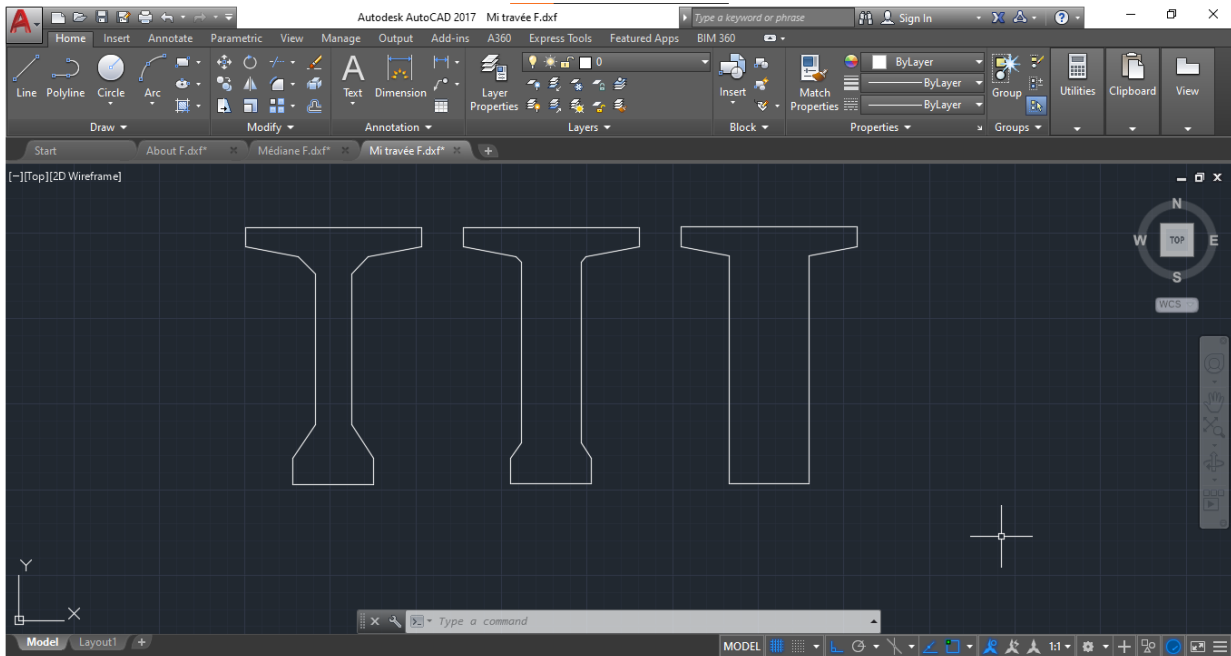 Autodesk AutoCAD 2017 Mi travée F.dxf
Type a keyword or phrase
Sign In
Home Insert Annotate Parametric View Manage Output Add-ins A360 Express Tools Featured Apps BIM 360
Line Polyline Circle Arc
Text Dimension
Layer Properties
0
Insert
Match Properties
ByLayer
ByLayer
ByLayer
Group
Utilities
Clipboard
View
Draw Modify Annotation Layers Block Properties Groups
Start About F.dxf* Médiane F.dxf* Mi travée F.dxf*
[−][Top][2D Wireframe]
N
W TOP E
S
WCS
Y
X
Type a command
Model Layout1
MODEL 1:1